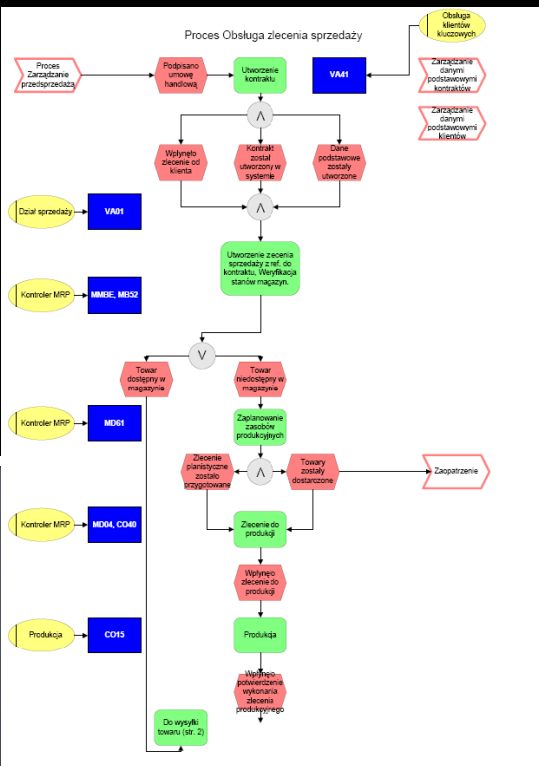 Obsługa
klientów
kluczowych
Proces Obsługa zlecenia sprzedaży
Proces
Zarządzanie
przedsprzedażą
Podpisano
umowę
handlową
Utworzenie
kontraktu
VA41
Zarządzanie
danymi
podstawowymi
kontraktów
Zarządzanie
danymi
podstawowymi
klientów
Λ
Wpłynęło
zlecenie od
klienta
Kontrakt
został
utworzony w
systemie
Dane
podstawowe
zostały
utworzone
Dział sprzedaży
VA01
Λ
Utworzenie zecenia
sprzedaży z ref. do
kontraktu, Weryfikacja
stanów magazyn.
Kontroler MRP
MMBE, MB52
V
Towar
dostępny w
magazynie
Towar
niedostępny w
magazynie
Kontroler MRP
MD61
Zaplanowanie
zasobów
produkcyjnych
Zlecenie
planistyczne
zostało
przygotowane
Λ
Towary
zostały
dostarczone
Zaopatrzenie
Kontroler MRP
MD04, CO40
Zlecenie do
produkcji
Wpłynęło
zlecenie do
produkcji
Produkcja
CO15
Produkcja
Wpłynęło
potwierdzenie
wykonania
zlecenia
produkcyjnego
Do wysyłki
towaru (str. 2)